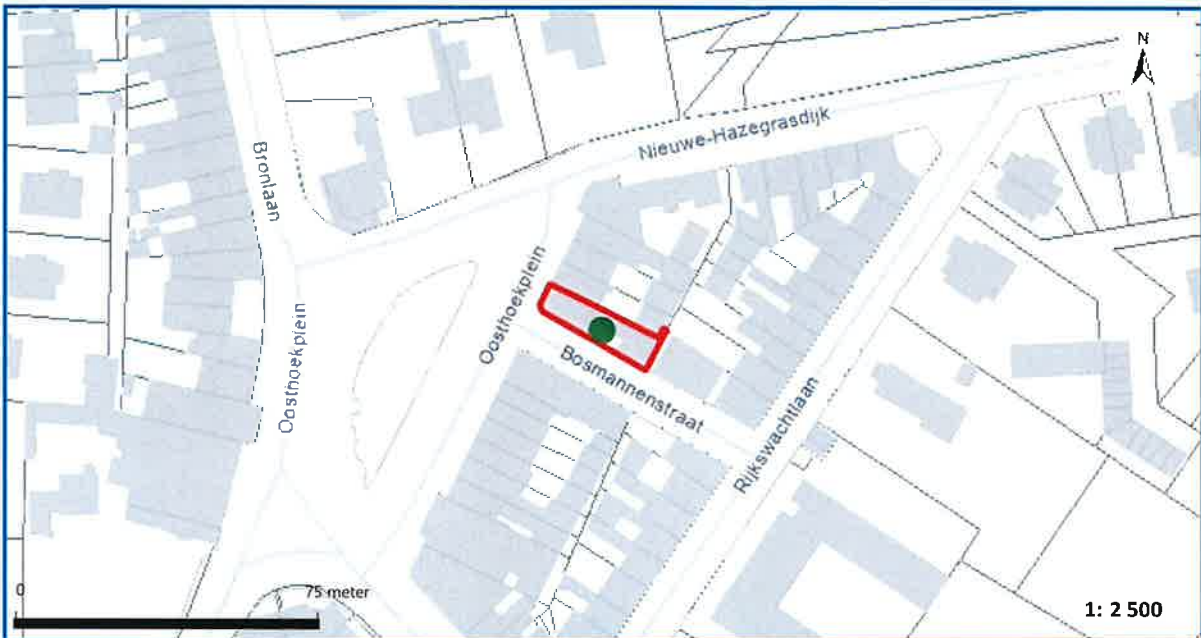 N
Nieuwe-Hazegrasdijk
Bronlaan
Oosthoekplein
Oosthoekplein
Bosmannenstraat
Rijkswachtlaan
0 75 meter
1: 2 500